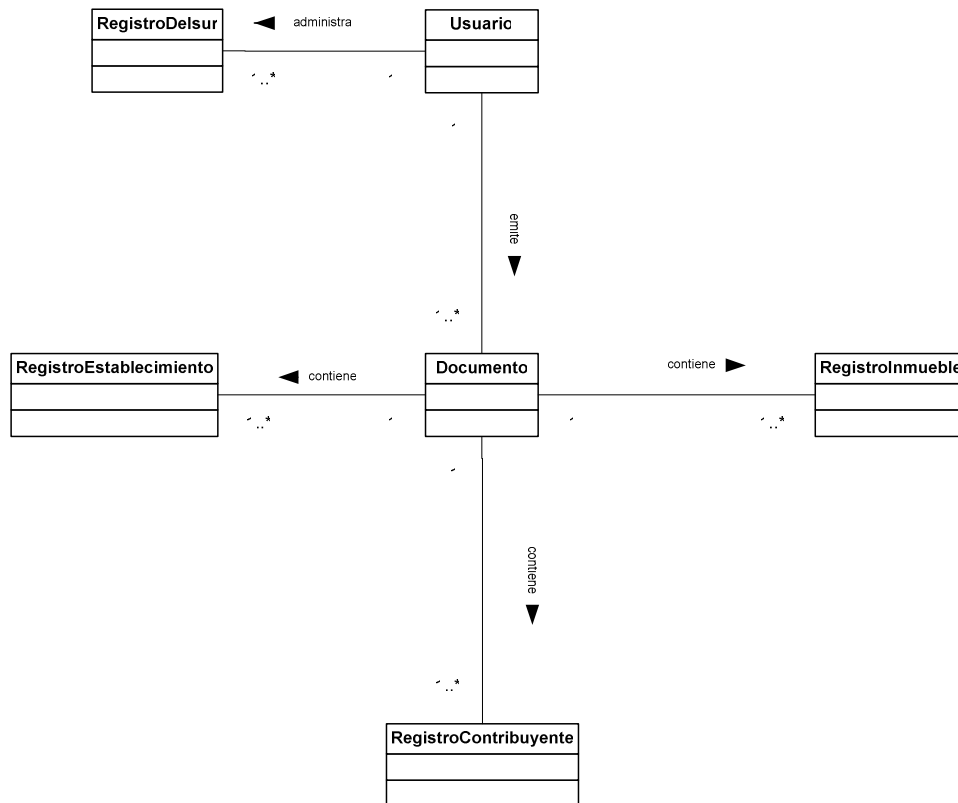 RegistroDelsur
administra
Usuario
emite
RegistroEstablecimiento
contiene
Documento
contiene
RegistroInmueble
contiene
RegistroContribuyente